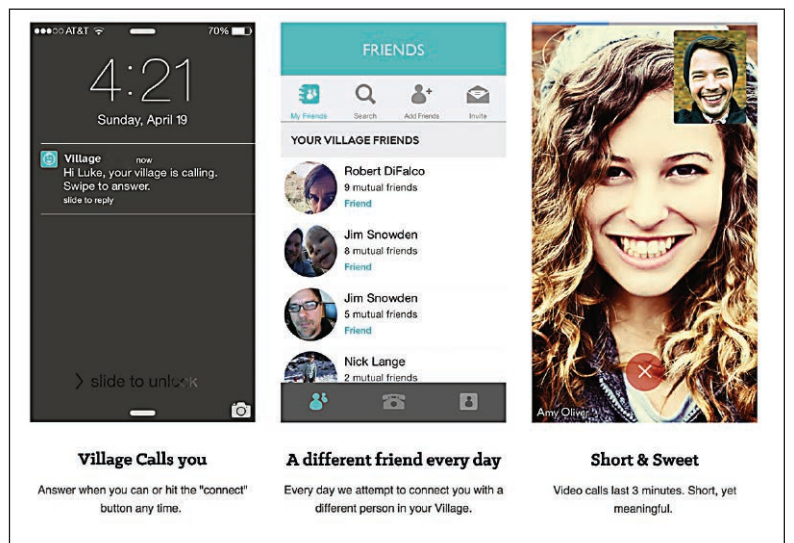 AT&T 70%
4:21
Sunday, April 19
Village now
Hi Luke, your village is calling.
Swipe to answer.
slide to reply
> slide to unlock
Village Calls you
Answer when you can or hit the "connect"
button any time.
FRIENDS
My Friends Search Add Friends Invite
YOUR VILLAGE FRIENDS
Robert DiFalco
9 mutual friends
Friend
Jim Snowden
8 mutual friends
Friend
Jim Snowden
5 mutual friends
Friend
Nick Lange
2 mutual friends
A different friend every day
Every day we attempt to connect you with a
different person in your Village.
Amy Oliver
Short & Sweet
Video calls last 3 minutes. Short, yet
meaningful.